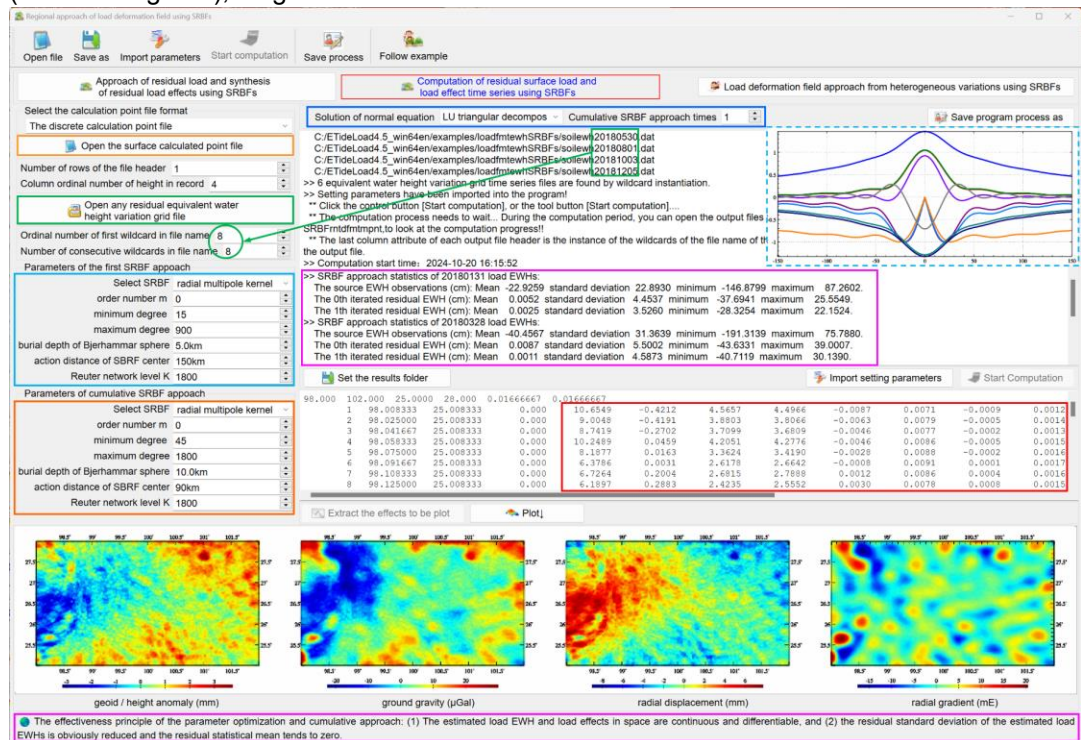 Regional approach of load deformation field using SRBFs
Open file Save as Import parameters Start computation Save process Follow example
Approach of residual load and synthesis
of residual load effects using SRBFs
Computation of residual surface load and
load effect time series using SRBFs
Load deformation field approach from heterogeneous variations using SRBFs
Select the calculation point file format
The discrete calculation point file
Open the surface calculated point file
Number of rows of the file header 1
Column ordinal number of height in record 4
Open any residual equivalent water
height variation grid file
Ordinal number of first wildcard in file name 8
Number of consecutive wildcards in file name 8
Parameters of the first SRBF appoach
Select SRBF radial multipole kernel
order number m 0
minimum degree 15
maximum degree 900
burial depth of Bjerhammar sphere 5.0km
action distance of SBRF center 150km
Reuter network level K 1800
Parameters of cumulative SRBF appoach
Select SRBF radial multipole kernel
order number m 0
minimum degree 45
maximum degree 1800
burial depth of Bjerhammar sphere 10.0km
action distance of SBRF center 90km
Reuter network level K 1800
Solution of normal equation LU triangular decompos Cumulative SRBF approach times 1
Save program process as
C:/ETideLoad4.5_win64en/examples/loadfmtewhSRBFs/soilewh20180530.dat
C:/ETideLoad4.5_win64en/examples/loadfmtewhSRBFs/soilewh20180801.dat
C:/ETideLoad4.5_win64en/examples/loadfmtewhSRBFs/soilewh20181003.dat
C:/ETideLoad4.5_win64en/examples/loadfmtewhSRBFs/soilewh20181205.dat
>> 6 equivalent water height variation grid time series files are found by wildcard instantiation.
>> Setting parameters have been imported into the program!
** Click the control button [Start computation], or the tool button [Start computation]....
** The computation process needs to wait... During the computation period, you can open the output files
SRBFrntdfmtmpnt,to look at the computation progress!!
** The last column attribute of each output file header is the instance of the wildcards of the file name of th
the output file.
>> Computation start time: 2024-10-20 16:15:52
>> SRBF approach statistics of 20180131 load EWHs:
The source EWH observations (cm): Mean -22.9259 standard deviation 22.8930 minimum -146.8799 maximum 87.2602.
The 0th iterated residual EWH (cm): Mean 0.0052 standard deviation 4.4537 minimum -37.6941 maximum 25.5549.
The 1th iterated residual EWH (cm): Mean 0.0025 standard deviation 3.5260 minimum -28.3254 maximum 22.1524.
>> SRBF approach statistics of 20180328 load EWHs:
The source EWH observations (cm): Mean -40.4567 standard deviation 31.3639 minimum -191.3139 maximum 75.7880.
The 0th iterated residual EWH (cm): Mean 0.0087 standard deviation 5.5002 minimum -43.6331 maximum 39.0007.
The 1th iterated residual EWH (cm): Mean 0.0011 standard deviation 4.5873 minimum -40.7119 maximum 30.1390.
Set the results folder Import setting parameters Start Computation
98.000 102.000 25.0000 28.000 0.01666667 0.01666667
1 98.008333 25.008333 0.000 10.6549 -0.4212 4.5657 4.4966 -0.0087 0.0071 -0.0009 0.0012
2 98.025000 25.008333 0.000 9.0048 -0.4191 3.8803 3.8066 -0.0063 0.0079 -0.0005 0.0014
3 98.041667 25.008333 0.000 8.7419 -0.2702 3.7099 3.6809 -0.0046 0.0077 -0.0002 0.0013
4 98.058333 25.008333 0.000 10.2489 0.0459 4.2051 4.2776 -0.0046 0.0086 -0.0005 0.0015
5 98.075000 25.008333 0.000 8.1877 0.0163 3.3624 3.4190 -0.0028 0.0088 -0.0002 0.0016
6 98.091667 25.008333 0.000 6.3786 0.0031 2.6178 2.6642 -0.0008 0.0091 0.0001 0.0017
7 98.108333 25.008333 0.000 6.7264 0.2004 2.6815 2.7888 0.0012 0.0086 0.0004 0.0016
8 98.125000 25.008333 0.000 6.1897 0.2883 2.4235 2.5552 0.0030 0.0078 0.0008 0.0015
Extract the effects to be plot Plot↓
geoid / height anomaly (mm) ground gravity (μGal) radial displacement (mm) radial gradient (mE)
The effectiveness principle of the parameter optimization and cumulative approach: (1) The estimated load EWH and load effects in space are continuous and differentiable, and (2) the residual standard deviation of the estimated load
EWHs is obviously reduced and the residual statistical mean tends to zero.